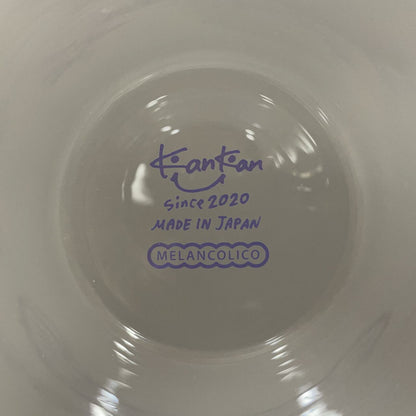 KanKan
since 2020
MADE IN JAPAN
MELANCOLICO